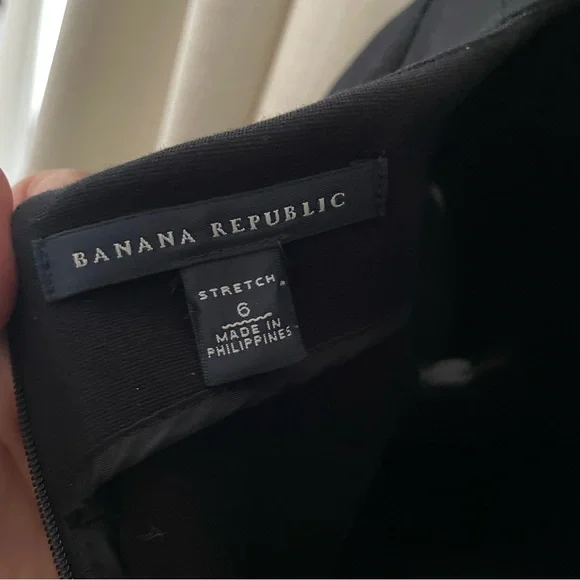 BANANA REPUBLIC
STRETCH
6
MADE IN
PHILIPPINES